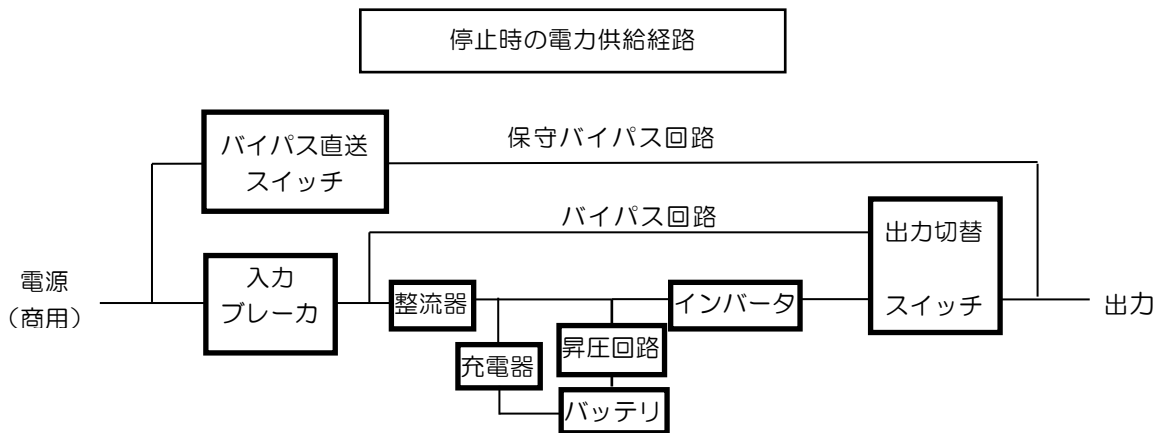 停止時の電力供給経路
バイパス直送
スイッチ
保守バイパス回路
バイパス回路
出力切替
スイッチ
電源
（商用）
入力
ブレーカ
整流器
インバータ
出力
充電器
昇圧回路
バッテリ